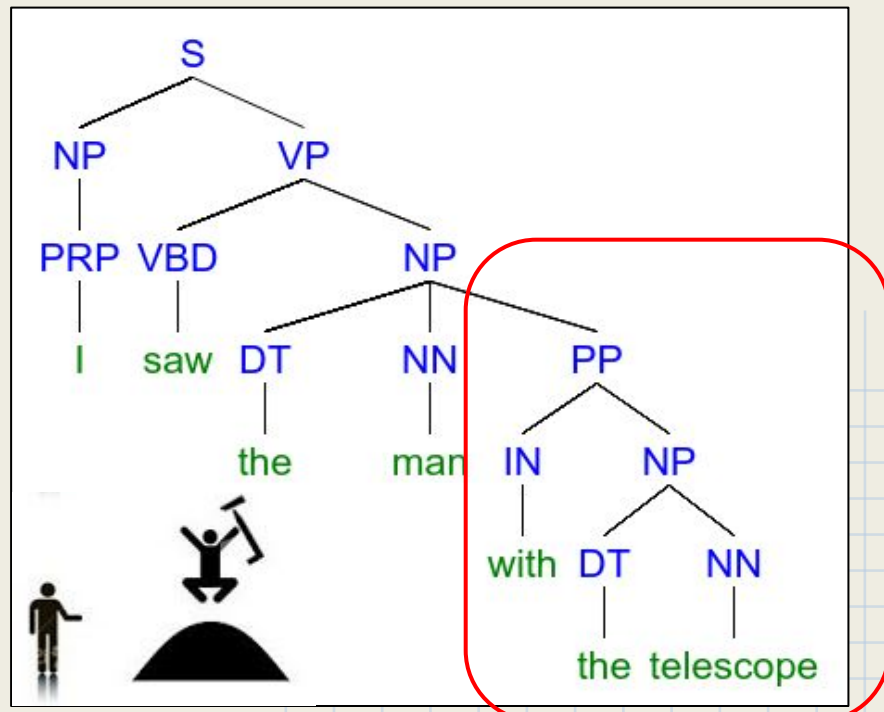 S
NP VP
PRP VBD NP
I saw DT NN PP
the man IN NP
with DT NN
the telescope